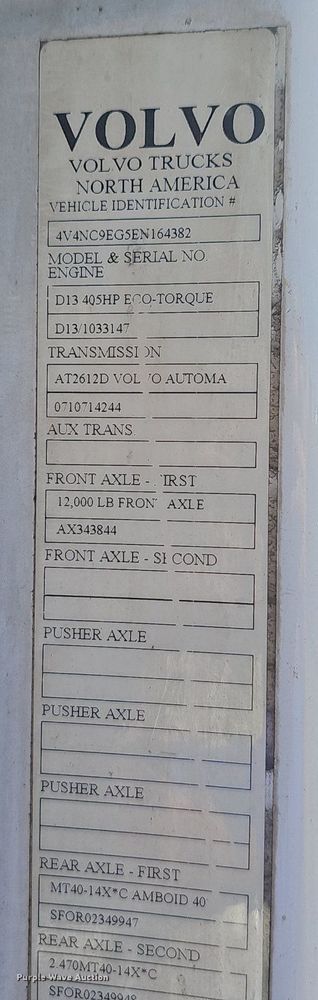 VOLVO
VOLVO TRUCKS
NORTH AMERICA
VEHICLE IDENTIFICATION #
4V4NC9EG5EN164382
MODEL & SERIAL NO.
ENGINE
D13 405HP ECO-TORQUE
D13/1033147
TRANSMISSION
AT2612D VOLVO AUTOMA
0710714244
AUX TRANS.
FRONT AXLE - FIRST
12,000 LB FRONT AXLE
AX343844
FRONT AXLE - SECOND
PUSHER AXLE
PUSHER AXLE
PUSHER AXLE
REAR AXLE - FIRST
MT40-14X*C AMBOID 40
SFOR02349947
REAR AXLE - SECOND
2.470MT40-14X*C
SFOR02349948
Purple Wave Auction